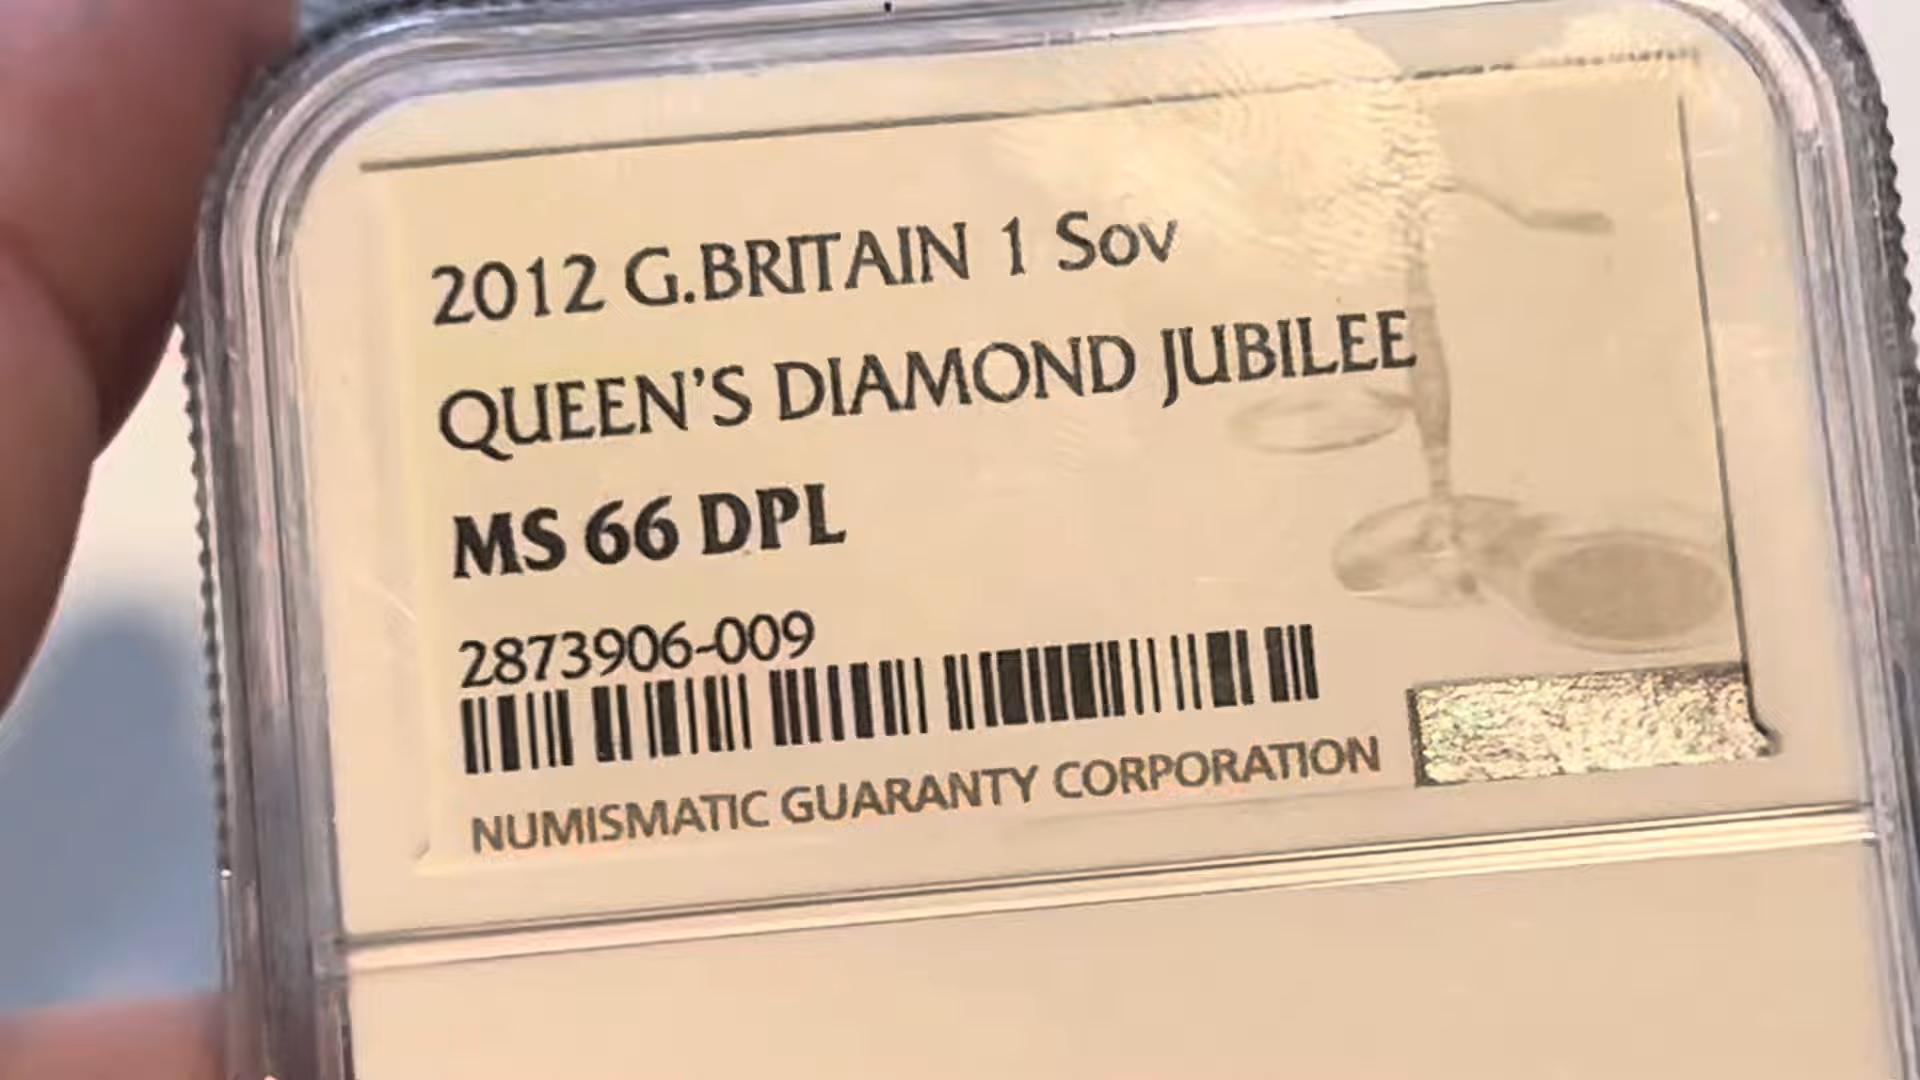 2012 G.BRITAIN 1 Sov
QUEEN'S DIAMOND JUBILEE
MS 66 DPL
2873906-009
NUMISMATIC GUARANTY CORPORATION